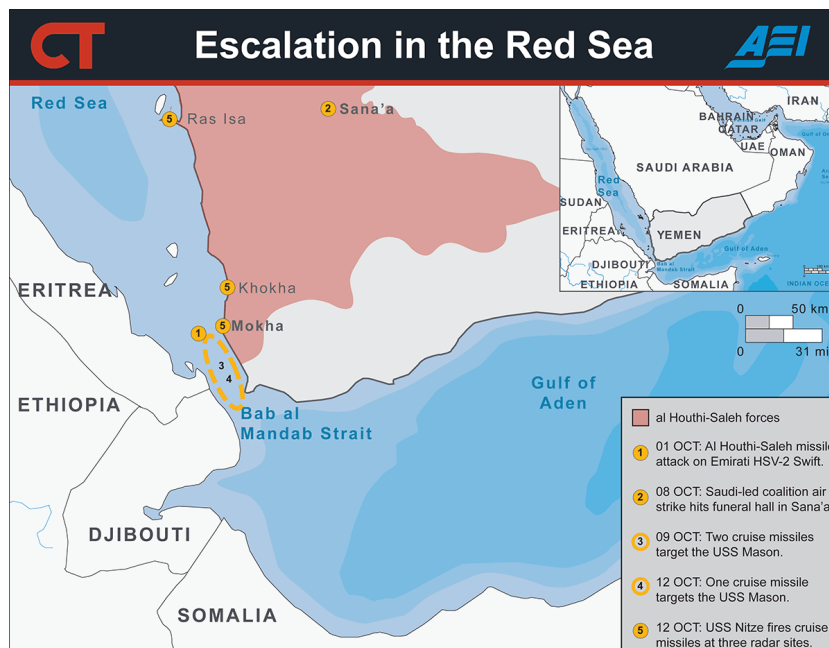 CT
Escalation in the Red Sea
AEI
Red Sea
5
Ras Isa
2
Sana'a
ERITREA
5
Khokha
5
Mokha
1
3
4
ETHIOPIA
Bab al
Mandab Strait
Gulf of
Aden
DJIBOUTI
SOMALIA
IRAN
BAHRAIN
QATAR
UAE
OMAN
SAUDI ARABIA
Red
Sea
SUDAN
ERITREA
YEMEN
Gulf of Aden
DJIBOUTI
Bab al
Mandab Strait
ETHIOPIA
SOMALIA
INDIAN OCE
0 50 km
0 31 mi
al Houthi-Saleh forces
1 01 OCT: Al Houthi-Saleh missile
attack on Emirati HSV-2 Swift.
2 08 OCT: Saudi-led coalition air
strike hits funeral hall in Sana'a
3 09 OCT: Two cruise missiles
target the USS Mason.
4 12 OCT: One cruise missile
targets the USS Mason.
5 12 OCT: USS Nitze fires cruise
missiles at three radar sites.